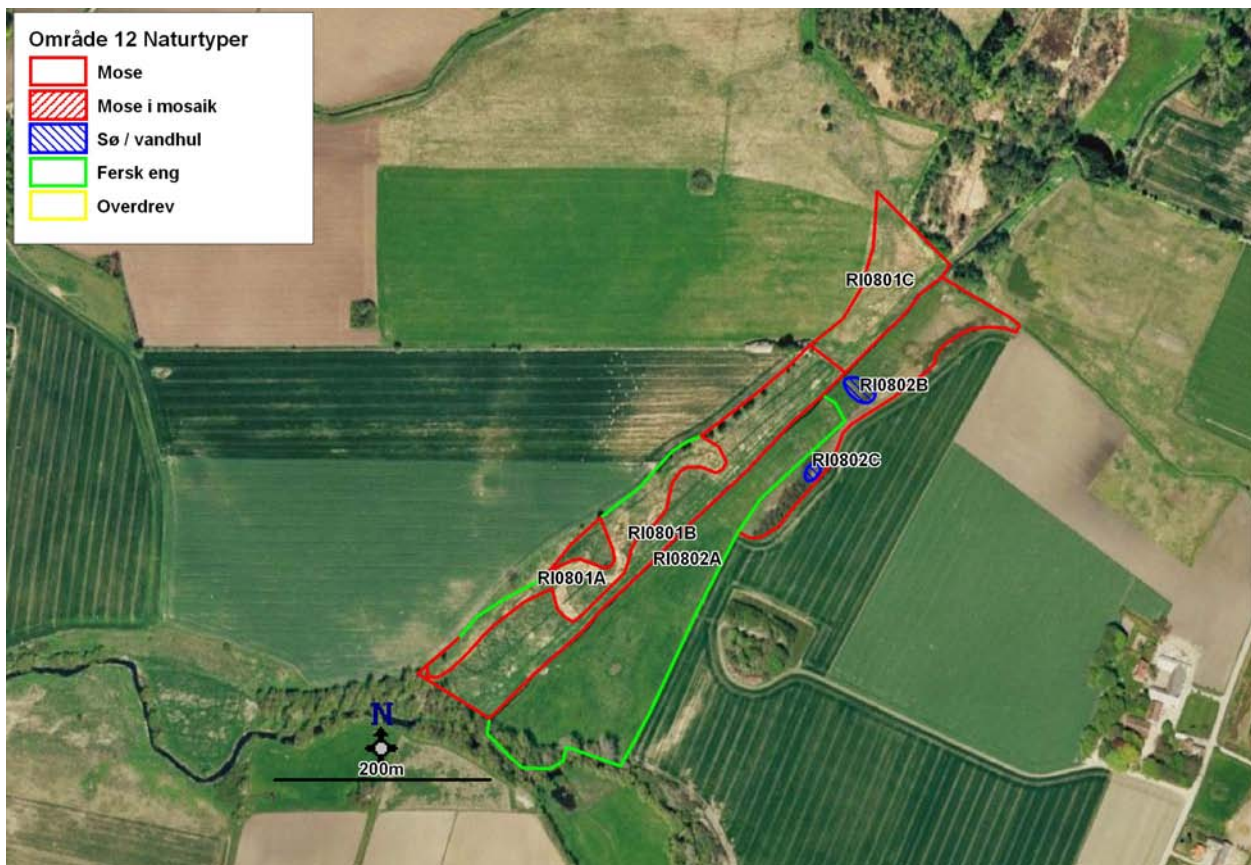 Område 12 Naturtyper
Mose
Mose i mosaik
Sø / vandhul
Fersk eng
Overdrev
RI0801C
RI0802B
RI0802C
RI0801B
RI0802A
RI0801A
N
200m